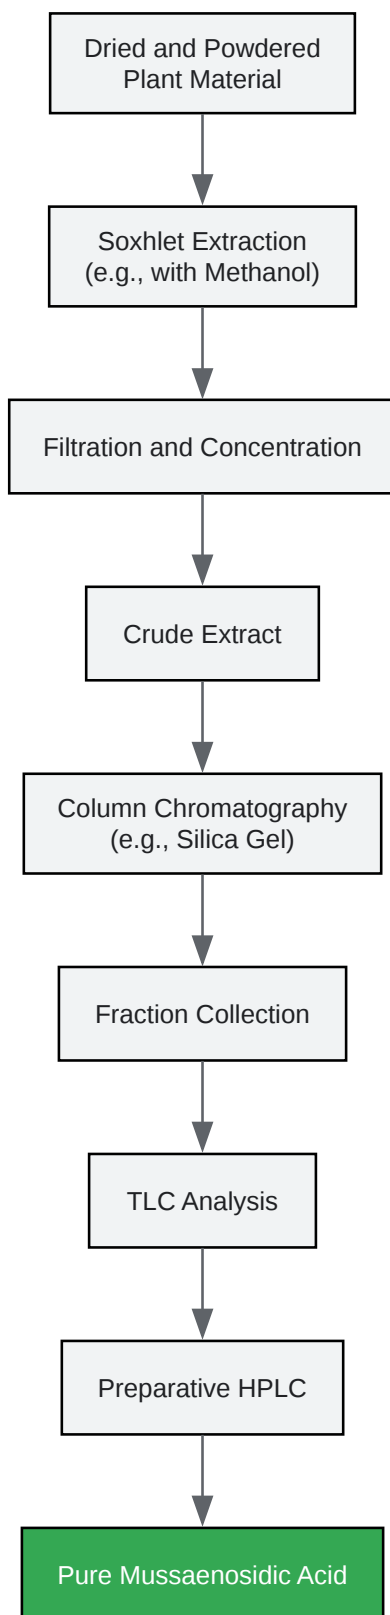 Dried and Powdered
Plant Material
Soxhlet Extraction
(e.g., with Methanol)
Filtration and Concentration
Crude Extract
Column Chromatography
(e.g., Silica Gel)
Fraction Collection
TLC Analysis
Preparative HPLC
Pure Mussaenosidic Acid